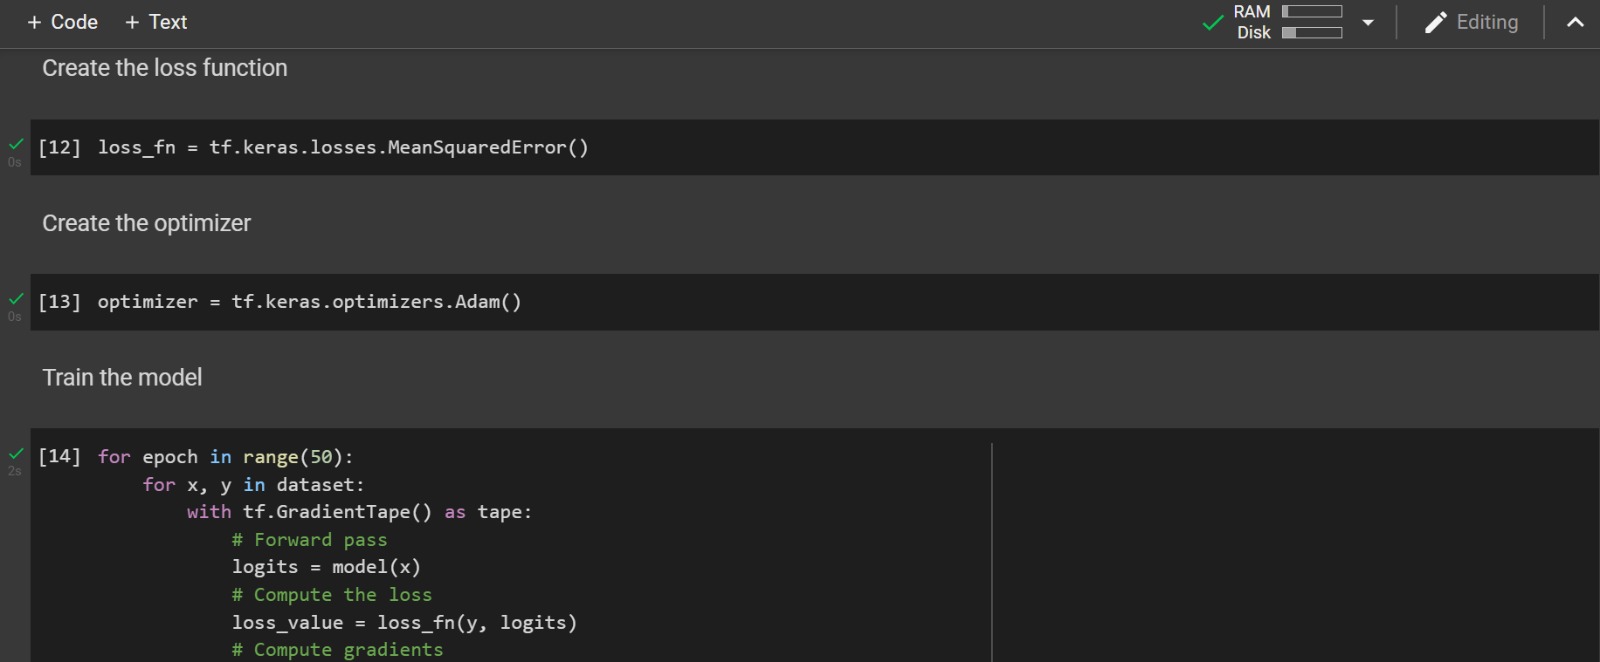 + Code + Text RAM Disk Editing
Create the loss function
[12] loss_fn = tf.keras.losses.MeanSquaredError()
0s
Create the optimizer
[13] optimizer = tf.keras.optimizers.Adam()
0s
Train the model
[14] for epoch in range(50):
2s
for x, y in dataset:
with tf.GradientTape() as tape:
# Forward pass
logits = model(x)
# Compute the loss
loss_value = loss_fn(y, logits)
# Compute gradients